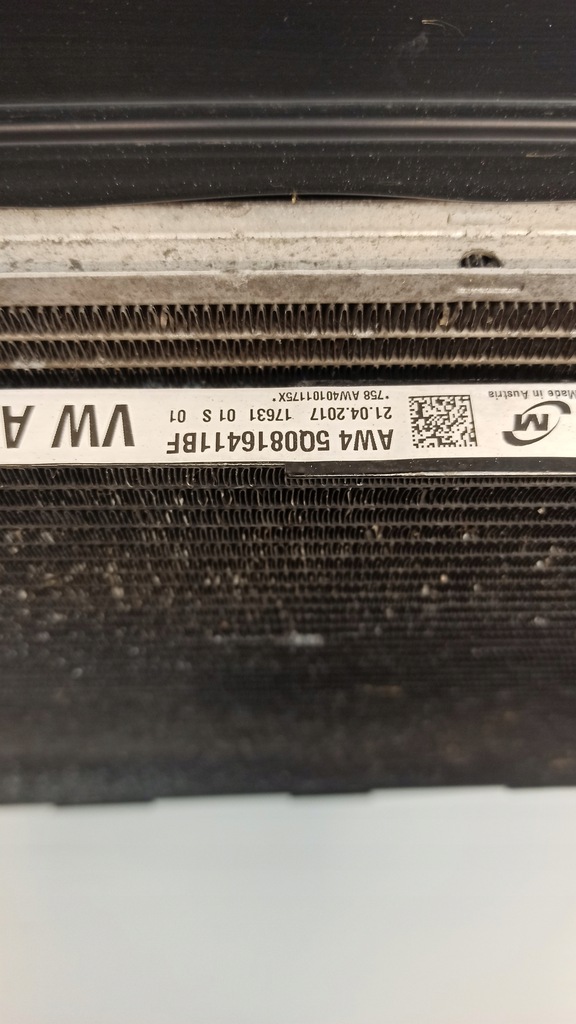 Made in Austria
M
AW4 5Q0816411BF
21.04.2017 17631 01 S 01
*758 AW40101175X*
VW A